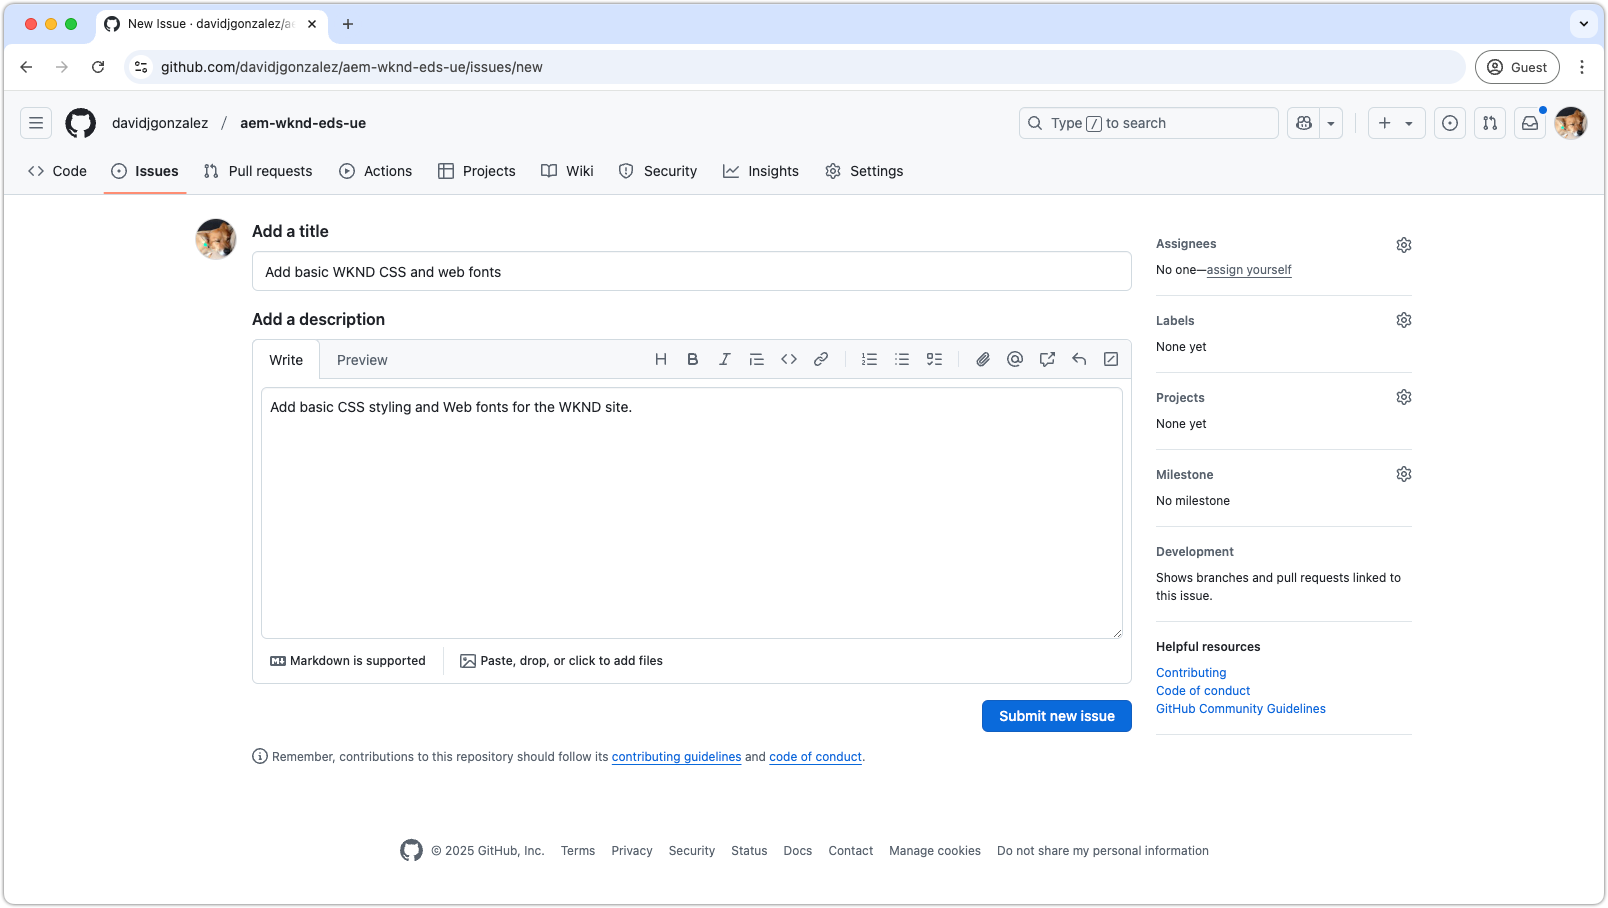 New Issue · davidjgonzalez/ae
github.com/davidjgonzalez/aem-wknd-eds-ue/issues/new
Guest
davidjgonzalez / aem-wknd-eds-ue
Type / to search
Code
Issues
Pull requests
Actions
Projects
Wiki
Security
Insights
Settings
Add a title
Add basic WKND CSS and web fonts
Add a description
Write
Preview
Add basic CSS styling and Web fonts for the WKND site.
Markdown is supported
Paste, drop, or click to add files
Submit new issue
Remember, contributions to this repository should follow its contributing guidelines and code of conduct.
Assignees
No one—assign yourself
Labels
None yet
Projects
None yet
Milestone
No milestone
Development
Shows branches and pull requests linked to
this issue.
Helpful resources
Contributing
Code of conduct
GitHub Community Guidelines
© 2025 GitHub, Inc. Terms Privacy Security Status Docs Contact Manage cookies Do not share my personal information